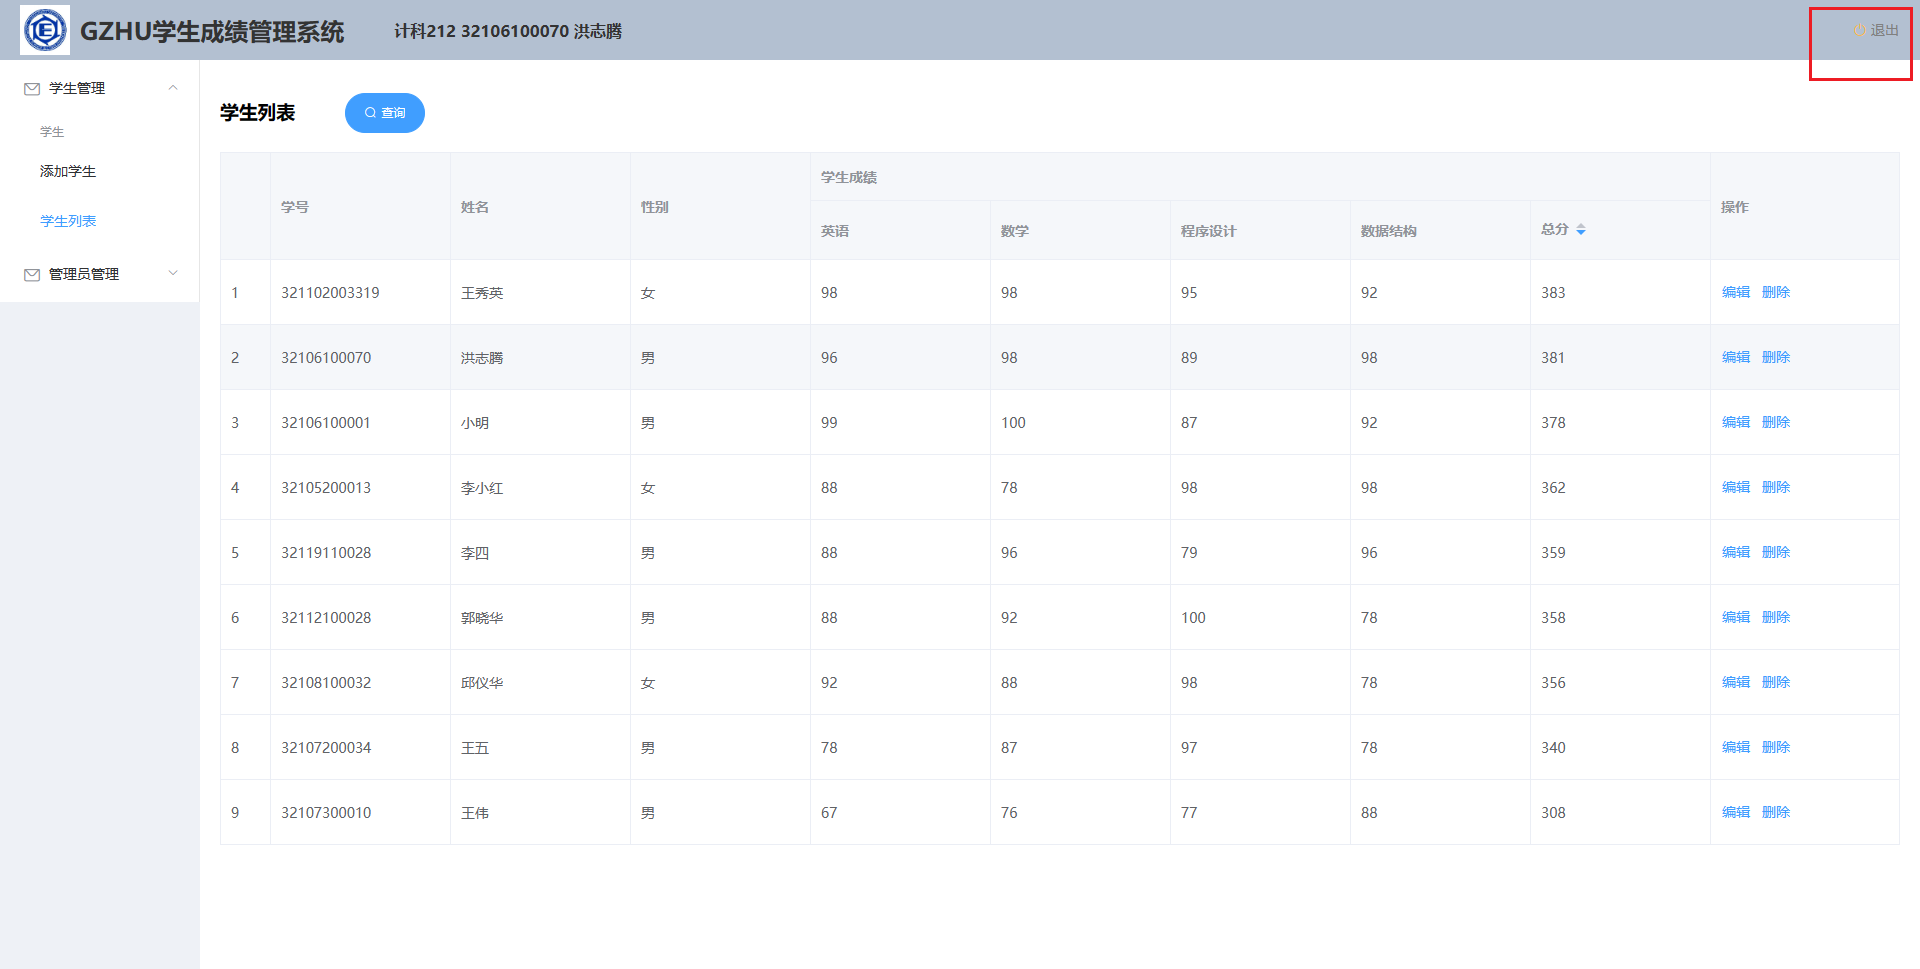 GZHU学生成绩管理系统 计科212 32106100070 洪志腾 退出
学生管理
学生
添加学生
学生列表
管理员管理
学生列表 查询
学号 姓名 性别 学生成绩 操作
英语 数学 程序设计 数据结构 总分
1 321102003319 王秀英 女 98 98 95 92 383 编辑 删除
2 32106100070 洪志腾 男 96 98 89 98 381 编辑 删除
3 32106100001 小明 男 99 100 87 92 378 编辑 删除
4 32105200013 李小红 女 88 78 98 98 362 编辑 删除
5 32119110028 李四 男 88 96 79 96 359 编辑 删除
6 32112100028 郭晓华 男 88 92 100 78 358 编辑 删除
7 32108100032 邱仪华 女 92 88 98 78 356 编辑 删除
8 32107200034 王五 男 78 87 97 78 340 编辑 删除
9 32107300010 王伟 男 67 76 77 88 308 编辑 删除